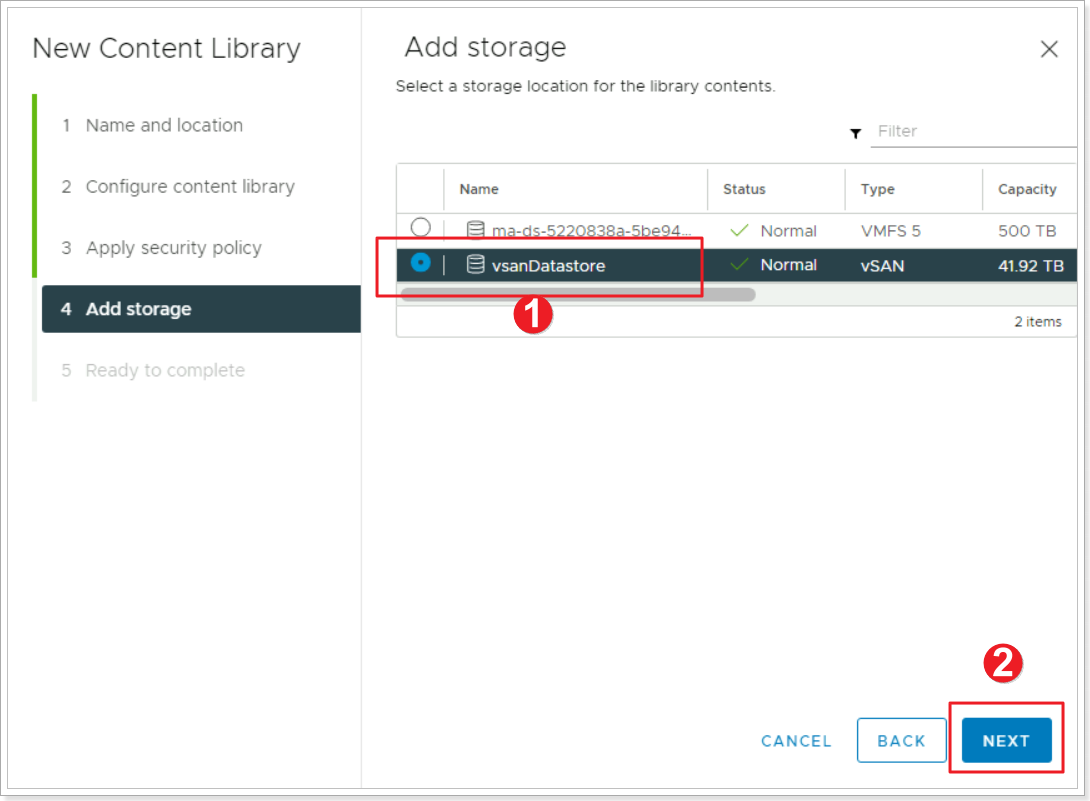 New Content Library
1 Name and location
2 Configure content library
3 Apply security policy
4 Add storage
5 Ready to complete
Add storage
Select a storage location for the library contents.
Filter
Name Status Type Capacity
ma-ds-5220838a-5be94... Normal VMFS 5 500 TB
vsanDatastore Normal vSAN 41.92 TB
1
2 items
2
CANCEL BACK NEXT